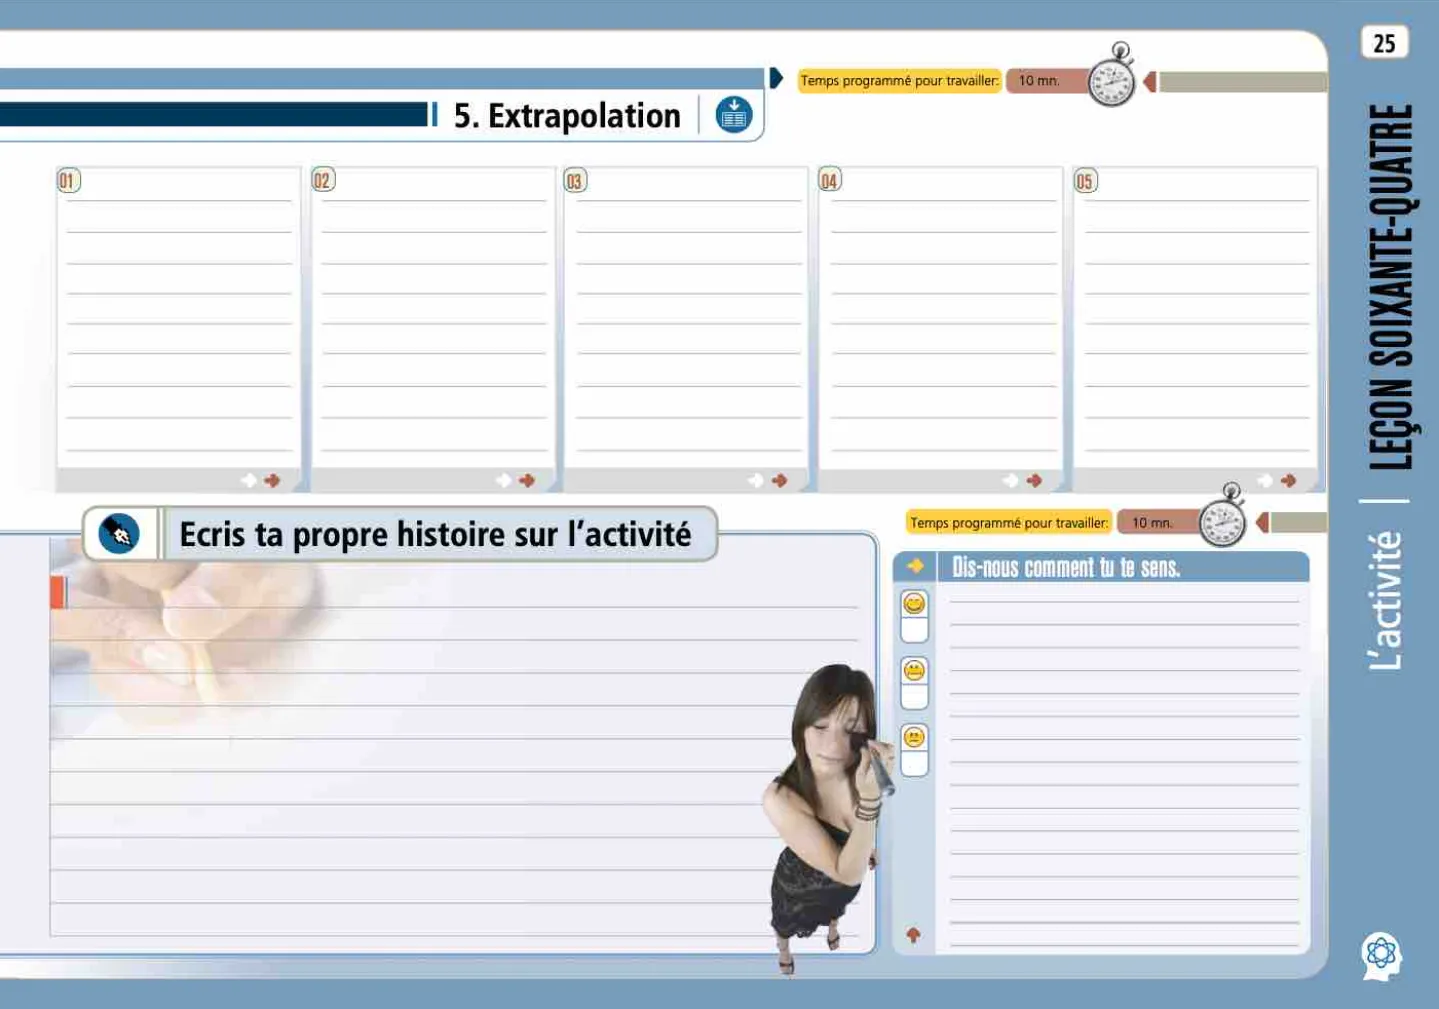 25
Temps programmé pour travailler:
10 mn.
5. Extrapolation
01
02
03
04
05
Ecris ta propre histoire sur l’activité
Temps programmé pour travailler:
10 mn.
Dis-nous comment tu te sens.
LEÇON SOIXANTE-QUATRE
L’activité